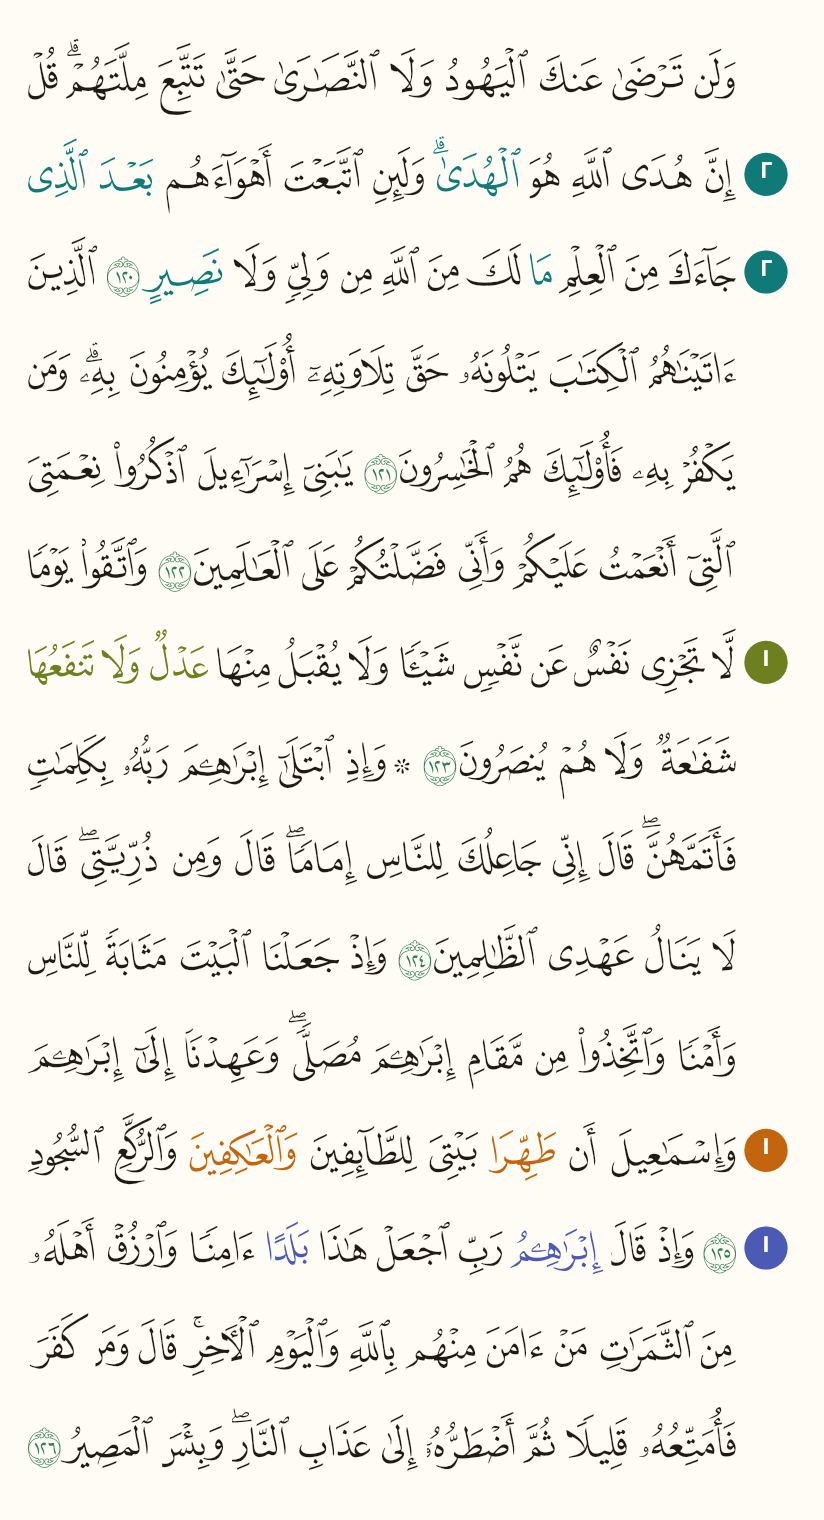 وَلَن تَرْضَىٰ عَنكَ ٱلْيَهُودُ وَلَا ٱلنَّصَٰرَىٰ حَتَّىٰ تَتَّبِعَ مِلَّتَهُمْ ۗ قُلْ
٢ إِنَّ هُدَى ٱللَّهِ هُوَ ٱلْهُدَىٰ ۗ وَلَئِنِ ٱتَّبَعْتَ أَهْوَآءَهُم بَعْدَ ٱلَّذِى
٢ جَآءَكَ مِنَ ٱلْعِلْمِ مَا لَكَ مِنَ ٱللَّهِ مِن وَلِىٍّ وَلَا نَصِيرٍ ١٢٠ ٱلَّذِينَ
ءَاتَيْنَٰهُمُ ٱلْكِتَٰبَ يَتْلُونَهُۥ حَقَّ تِلَاوَتِهِۦٓ أُو۟لَٰٓئِكَ يُؤْمِنُونَ بِهِۦ ۗ وَمَن
يَكْفُرْ بِهِۦ فَأُو۟لَٰٓئِكَ هُمُ ٱلْخَٰسِرُونَ ١٢١ يَٰبَنِىٓ إِسْرَٰٓءِيلَ ٱذْكُرُوا۟ نِعْمَتِىَ
ٱلَّتِىٓ أَنْعَمْتُ عَلَيْكُمْ وَأَنِّى فَضَّلْتُكُمْ عَلَى ٱلْعَٰلَمِينَ ١٢٢ وَٱتَّقُوا۟ يَوْمًا
١ لَّا تَجْزِى نَفْسٌ عَن نَّفْسٍ شَيْـًٔا وَلَا يُقْبَلُ مِنْهَا عَدْلٌ وَلَا تَنفَعُهَا
شَفَٰعَةٌ وَلَا هُمْ يُنصَرُونَ ١٢٣ ۞ وَإِذِ ٱبْتَلَىٰٓ إِبْرَٰهِـۧمَ رَبُّهُۥ بِكَلِمَٰتٍ
فَأَتَمَّهُنَّ ۖ قَالَ إِنِّى جَاعِلُكَ لِلنَّاسِ إِمَامًا ۖ قَالَ وَمِن ذُرِّيَّتِى ۖ قَالَ
لَا يَنَالُ عَهْدِى ٱلظَّٰلِمِينَ ١٢٤ وَإِذْ جَعَلْنَا ٱلْبَيْتَ مَثَابَةً لِّلنَّاسِ
وَأَمْنًا وَٱتَّخِذُوا۟ مِن مَّقَامِ إِبْرَٰهِـۧمَ مُصَلًّى ۖ وَعَهِدْنَآ إِلَىٰٓ إِبْرَٰهِـۧمَ
١ وَإِسْمَٰعِيلَ أَن طَهِّرَا بَيْتِىَ لِلطَّآئِفِينَ وَٱلْعَٰكِفِينَ وَٱلرُّكَّعِ ٱلسُّجُودِ
١ ١٢٥ وَإِذْ قَالَ إِبْرَٰهِـۧمُ رَبِّ ٱجْعَلْ هَٰذَا بَلَدًا ءَامِنًا وَٱرْزُقْ أَهْلَهُۥ
مِنَ ٱلثَّمَرَٰتِ مَنْ ءَامَنَ مِنْهُم بِٱللَّهِ وَٱلْيَوْمِ ٱلْءَاخِرِ ۚ قَالَ وَمَن كَفَرَ
فَأُمَتِّعُهُۥ قَلِيلًا ثُمَّ أَضْطَرُّهُۥٓ إِلَىٰ عَذَابِ ٱلنَّارِ ۖ وَبِئْسَ ٱلْمَصِيرُ ١٢٦